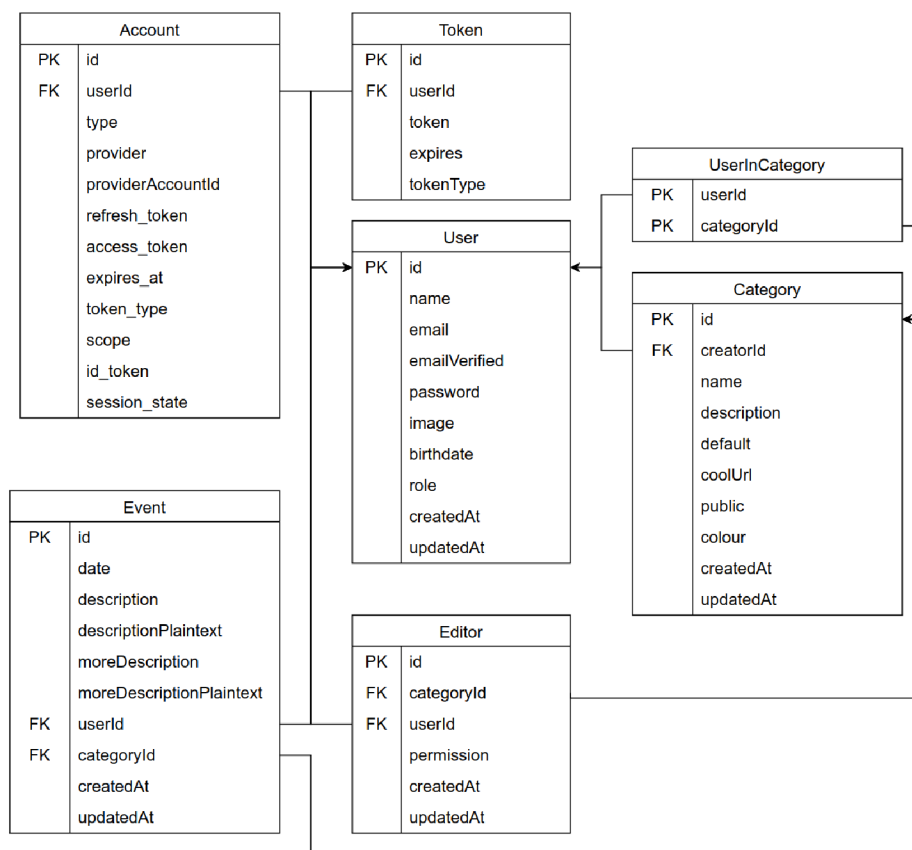 Account
PK id
FK userId
type
provider
providerAccountId
refresh_token
access_token
expires_at
token_type
scope
id_token
session_state
Token
PK id
FK userId
token
expires
tokenType
UserInCategory
PK userId
PK categoryId
User
PK id
name
email
emailVerified
password
image
birthdate
role
createdAt
updatedAt
Category
PK id
FK creatorId
name
description
default
coolUrl
public
colour
createdAt
updatedAt
Event
PK id
date
description
descriptionPlaintext
moreDescription
moreDescriptionPlaintext
FK userId
FK categoryId
createdAt
updatedAt
Editor
PK id
FK categoryId
FK userId
permission
createdAt
updatedAt